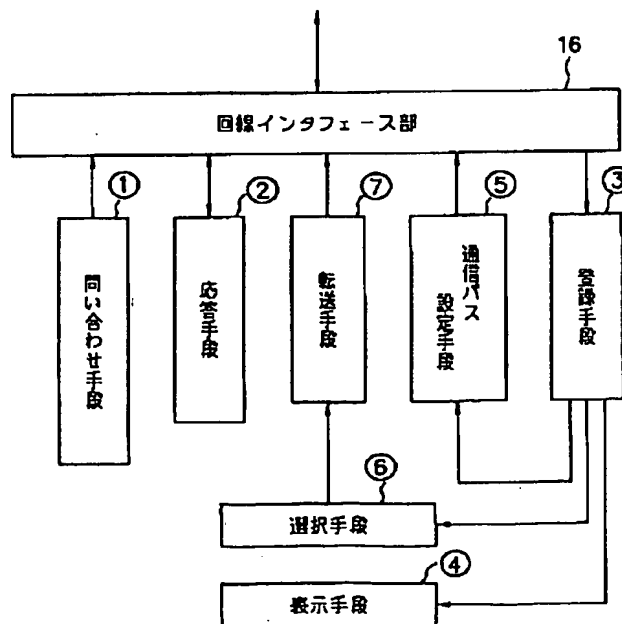 16
回線インタフェース部
①
問い合わせ手段
②
応答手段
⑦
転送手段
⑤
通信パス
設定手段
③
登録手段
⑥
選択手段
④
表示手段